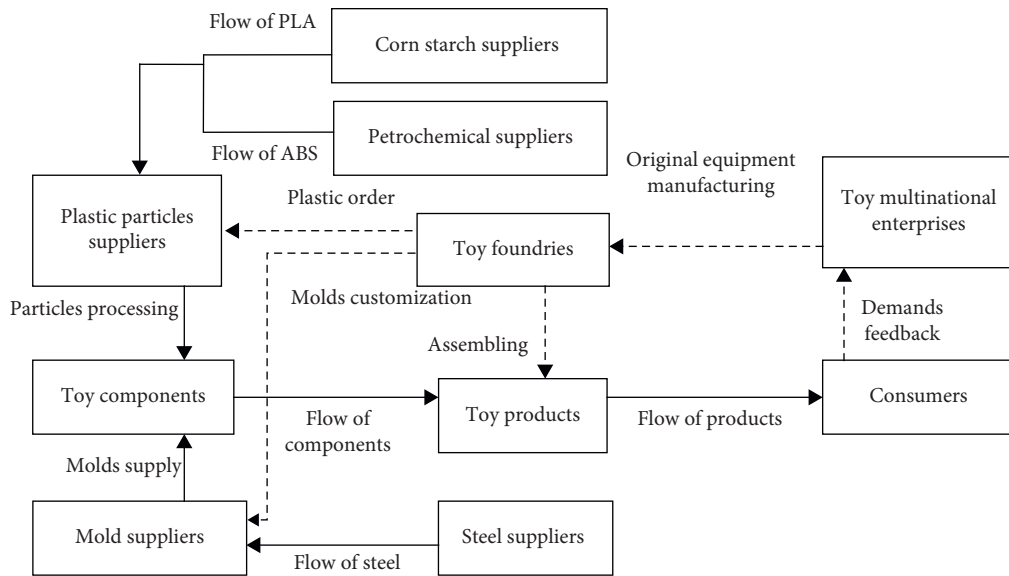 Flow of PLA
Corn starch suppliers
Petrochemical suppliers
Flow of ABS
Original equipment
manufacturing
Plastic order
Plastic particles
suppliers
Toy foundries
Toy multinational
enterprises
Particles processing
Molds customization
Demands
feedback
Assembling
Toy components
Toy products
Consumers
Flow of
components
Flow of products
Molds supply
Mold suppliers
Steel suppliers
Flow of steel